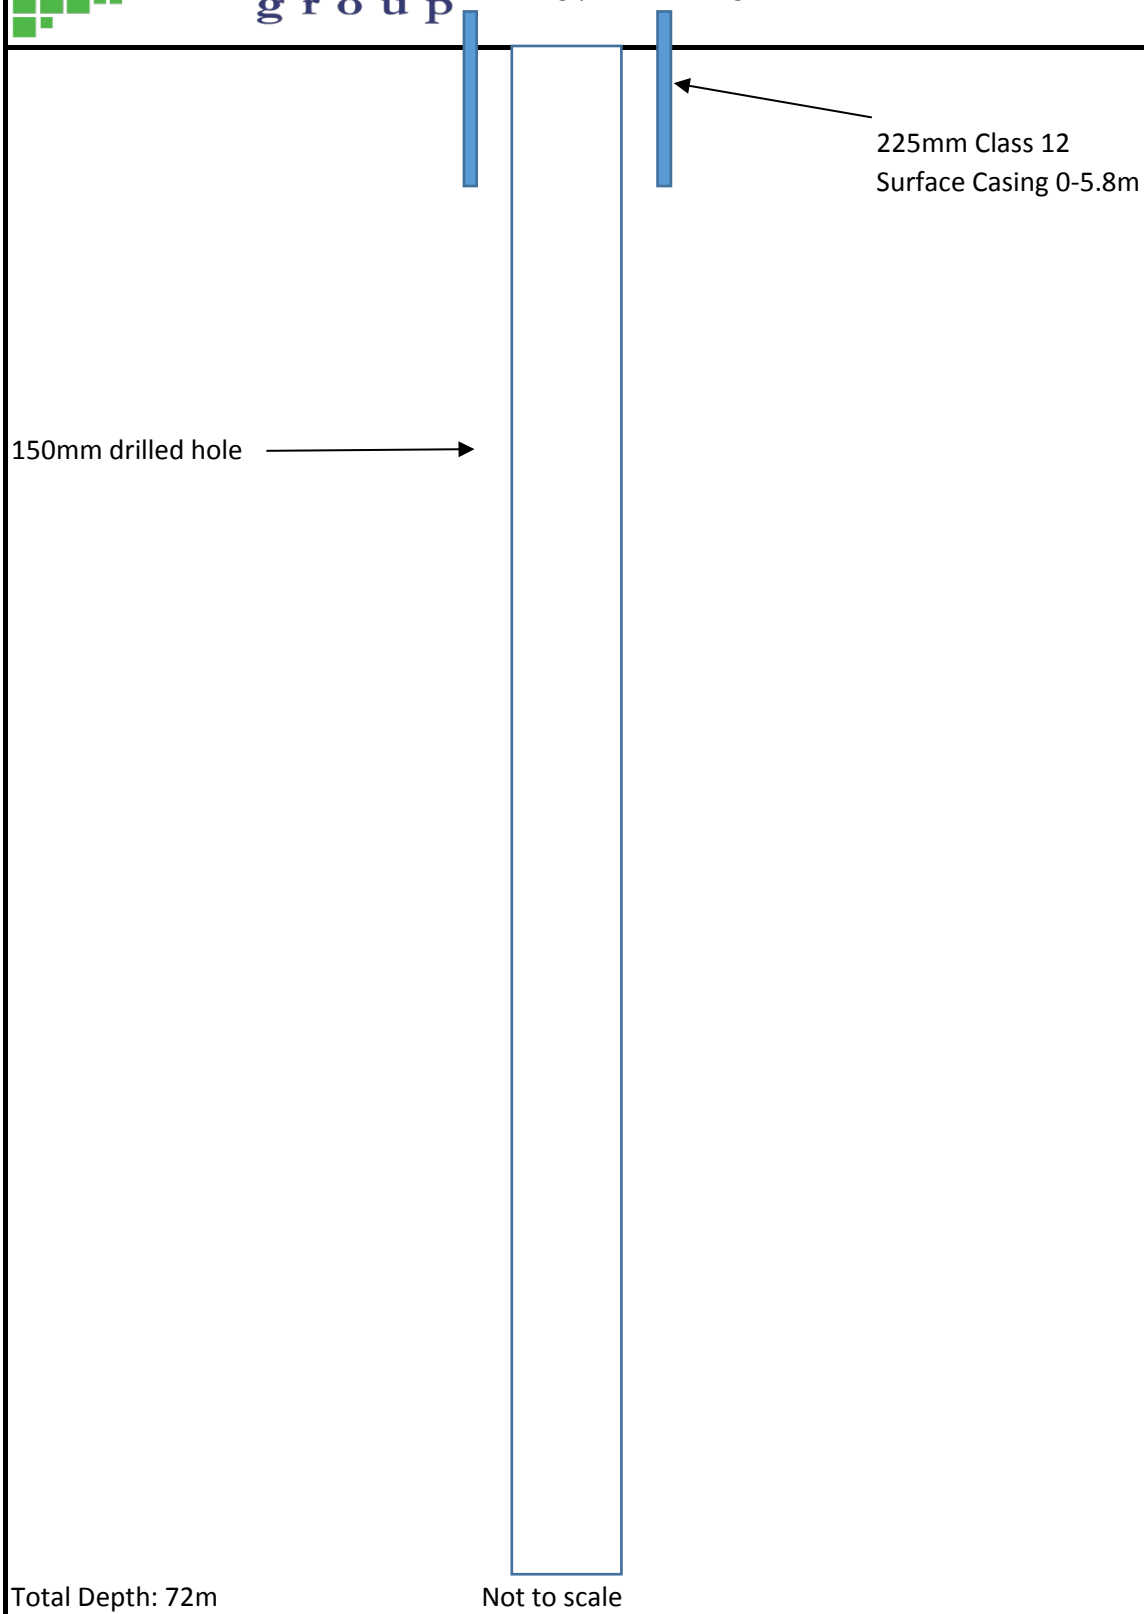 group
225mm Class 12
Surface Casing 0-5.8m
150mm drilled hole
Total Depth: 72m
Not to scale